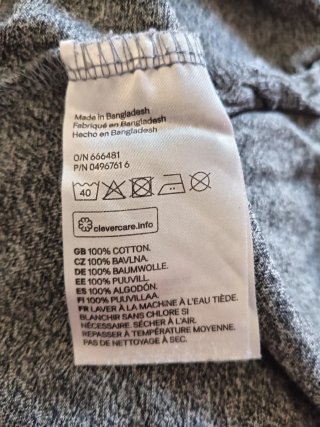 Made in Bangladesh
Fabriqué en Bangladesh
Hecho en Bangladesh
O/N 666481
P/N 0496761 6
40
clevercare.info
GB 100% COTTON.
CZ 100% BAVLNA.
DE 100% BAUMWOLLE.
EE 100% PUUVILL.
ES 100% ALGODÓN.
FI 100% PUUVILLAA.
FR LAVER À LA MACHINE À L'EAU TIÈDE.
BLANCHIR SANS CHLORE SI
NÉCESSAIRE. SÉCHER À L'AIR.
REPASSER À TEMPÉRATURE MOYENNE.
PAS DE NETTOYAGE À SEC.